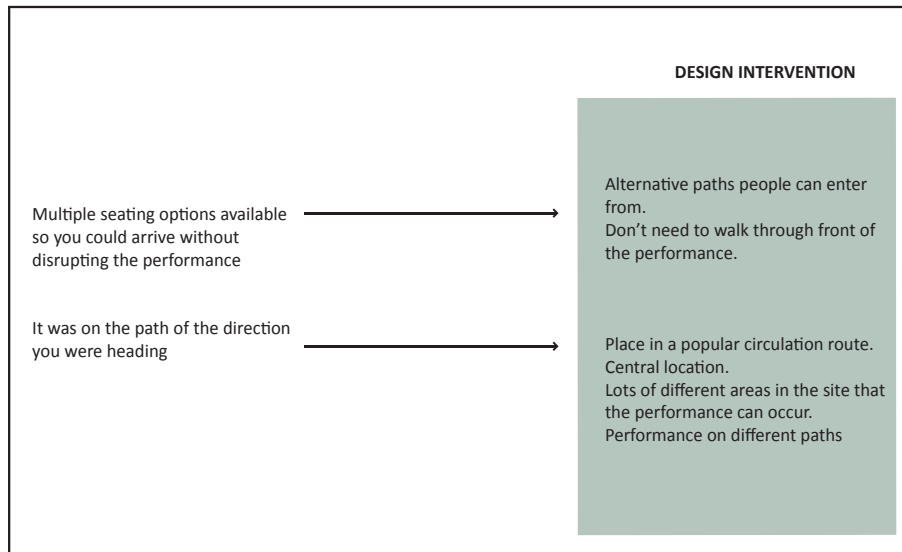 DESIGN INTERVENTION
Multiple seating options available
so you could arrive without
disrupting the performance
Alternative paths people can enter
from.
Don’t need to walk through front of
the performance.
It was on the path of the direction
you were heading
Place in a popular circulation route.
Central location.
Lots of different areas in the site that
the performance can occur.
Performance on different paths